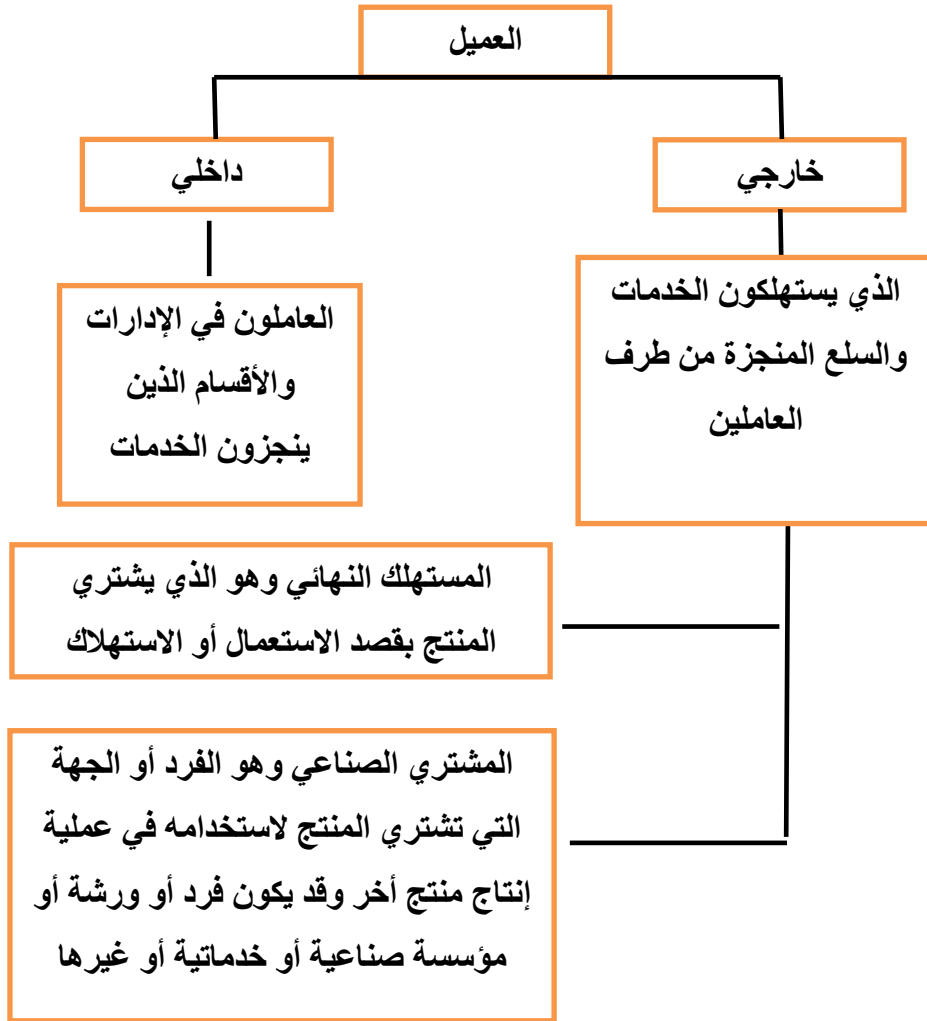 العميل
خارجي
داخلي
الذي يستهلكون الخدمات
والسلع المنجزة من طرف
العاملين
العاملون في الإدارات
والأقسام الذين
ينجزون الخدمات
المستهلك النهائي وهو الذي يشتري
المنتج بقصد الاستعمال أو الاستهلاك
المشتري الصناعي وهو الفرد أو الجهة
التي تشتري المنتج لاستخدامه في عملية
إنتاج منتج أخر وقد يكون فرد أو ورشة أو
مؤسسة صناعية أو خدماتية أو غيرها